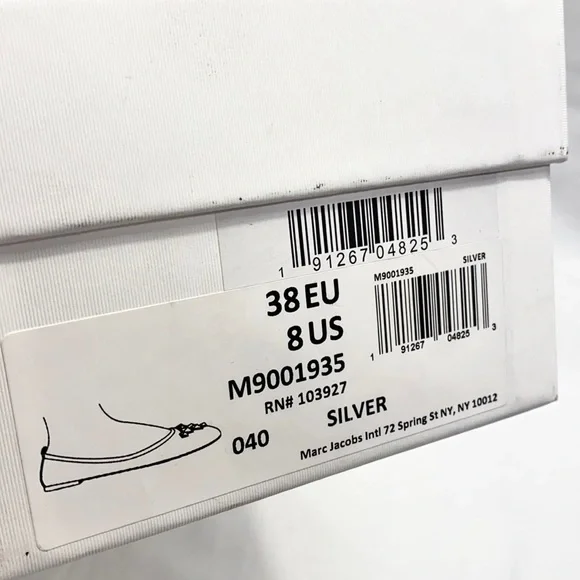 1 91267 04825 3
38 EU
8 US
M9001935
RN# 103927
040 SILVER
M9001935 SILVER
1 91267 04825 3
Marc Jacobs Intl 72 Spring St NY, NY 10012